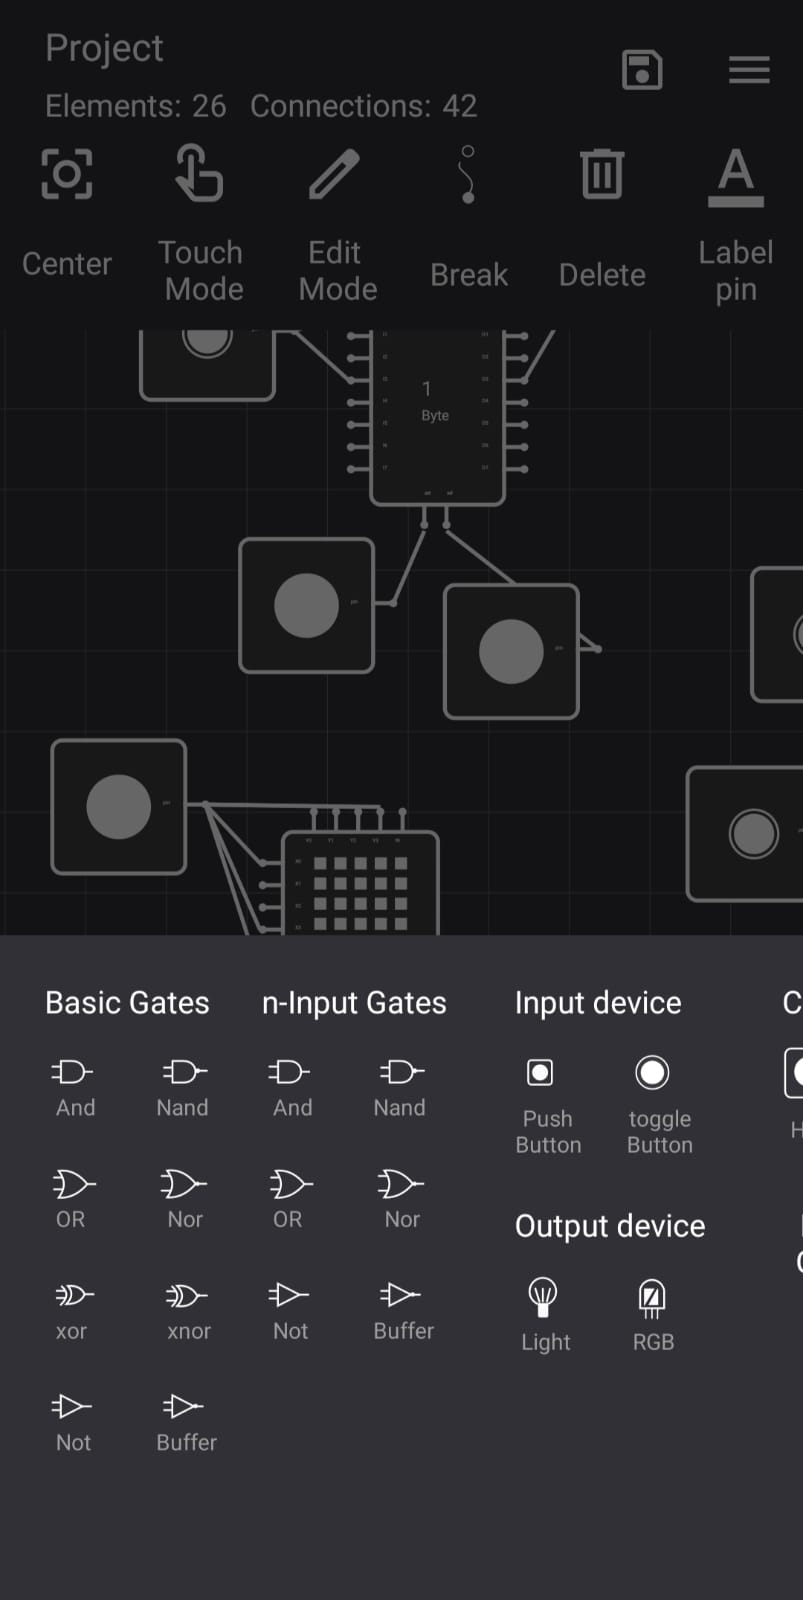 Project
Elements: 26 Connections: 42
Center
Touch Mode
Edit Mode
Break
Delete
Label pin
1
Byte
Basic Gates
n-Input Gates
Input device
And
Nand
And
Nand
Push Button
toggle Button
OR
Nor
OR
Nor
Output device
xor
xnor
Not
Buffer
Light
RGB
Not
Buffer